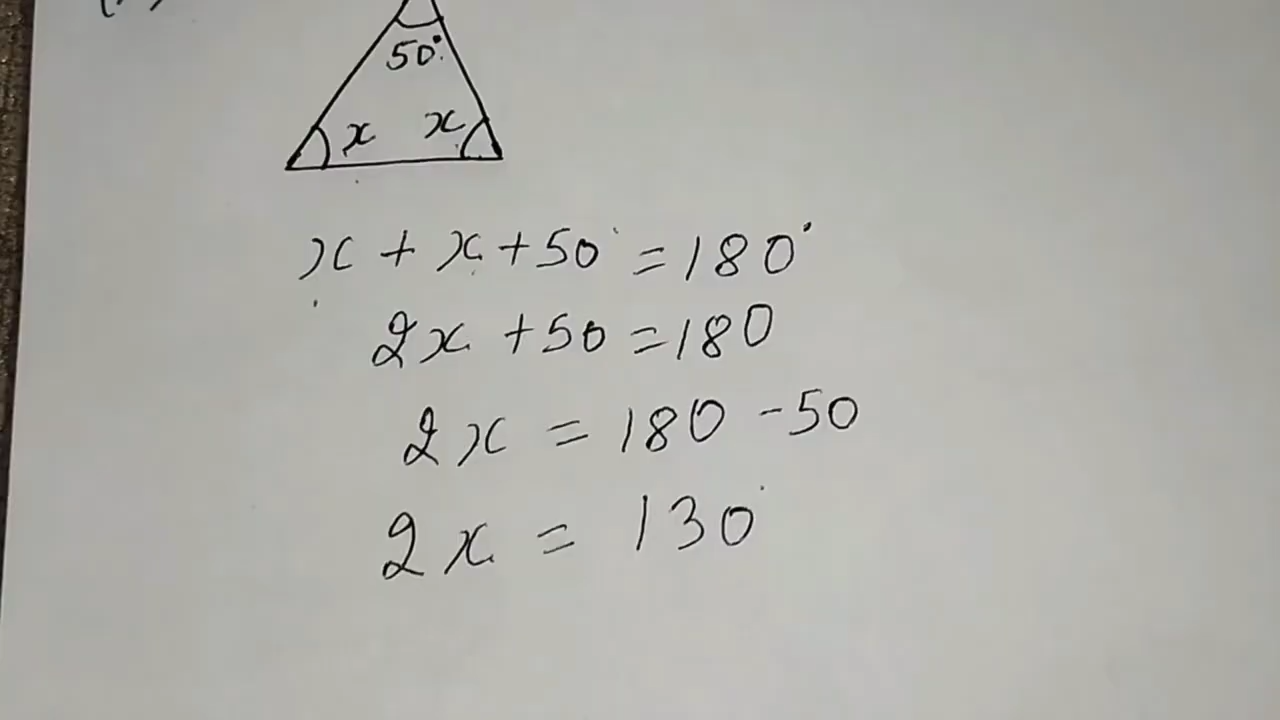 50°
x x
x + x + 50° = 180°
2x + 50 = 180
2x = 180 - 50
2x = 130